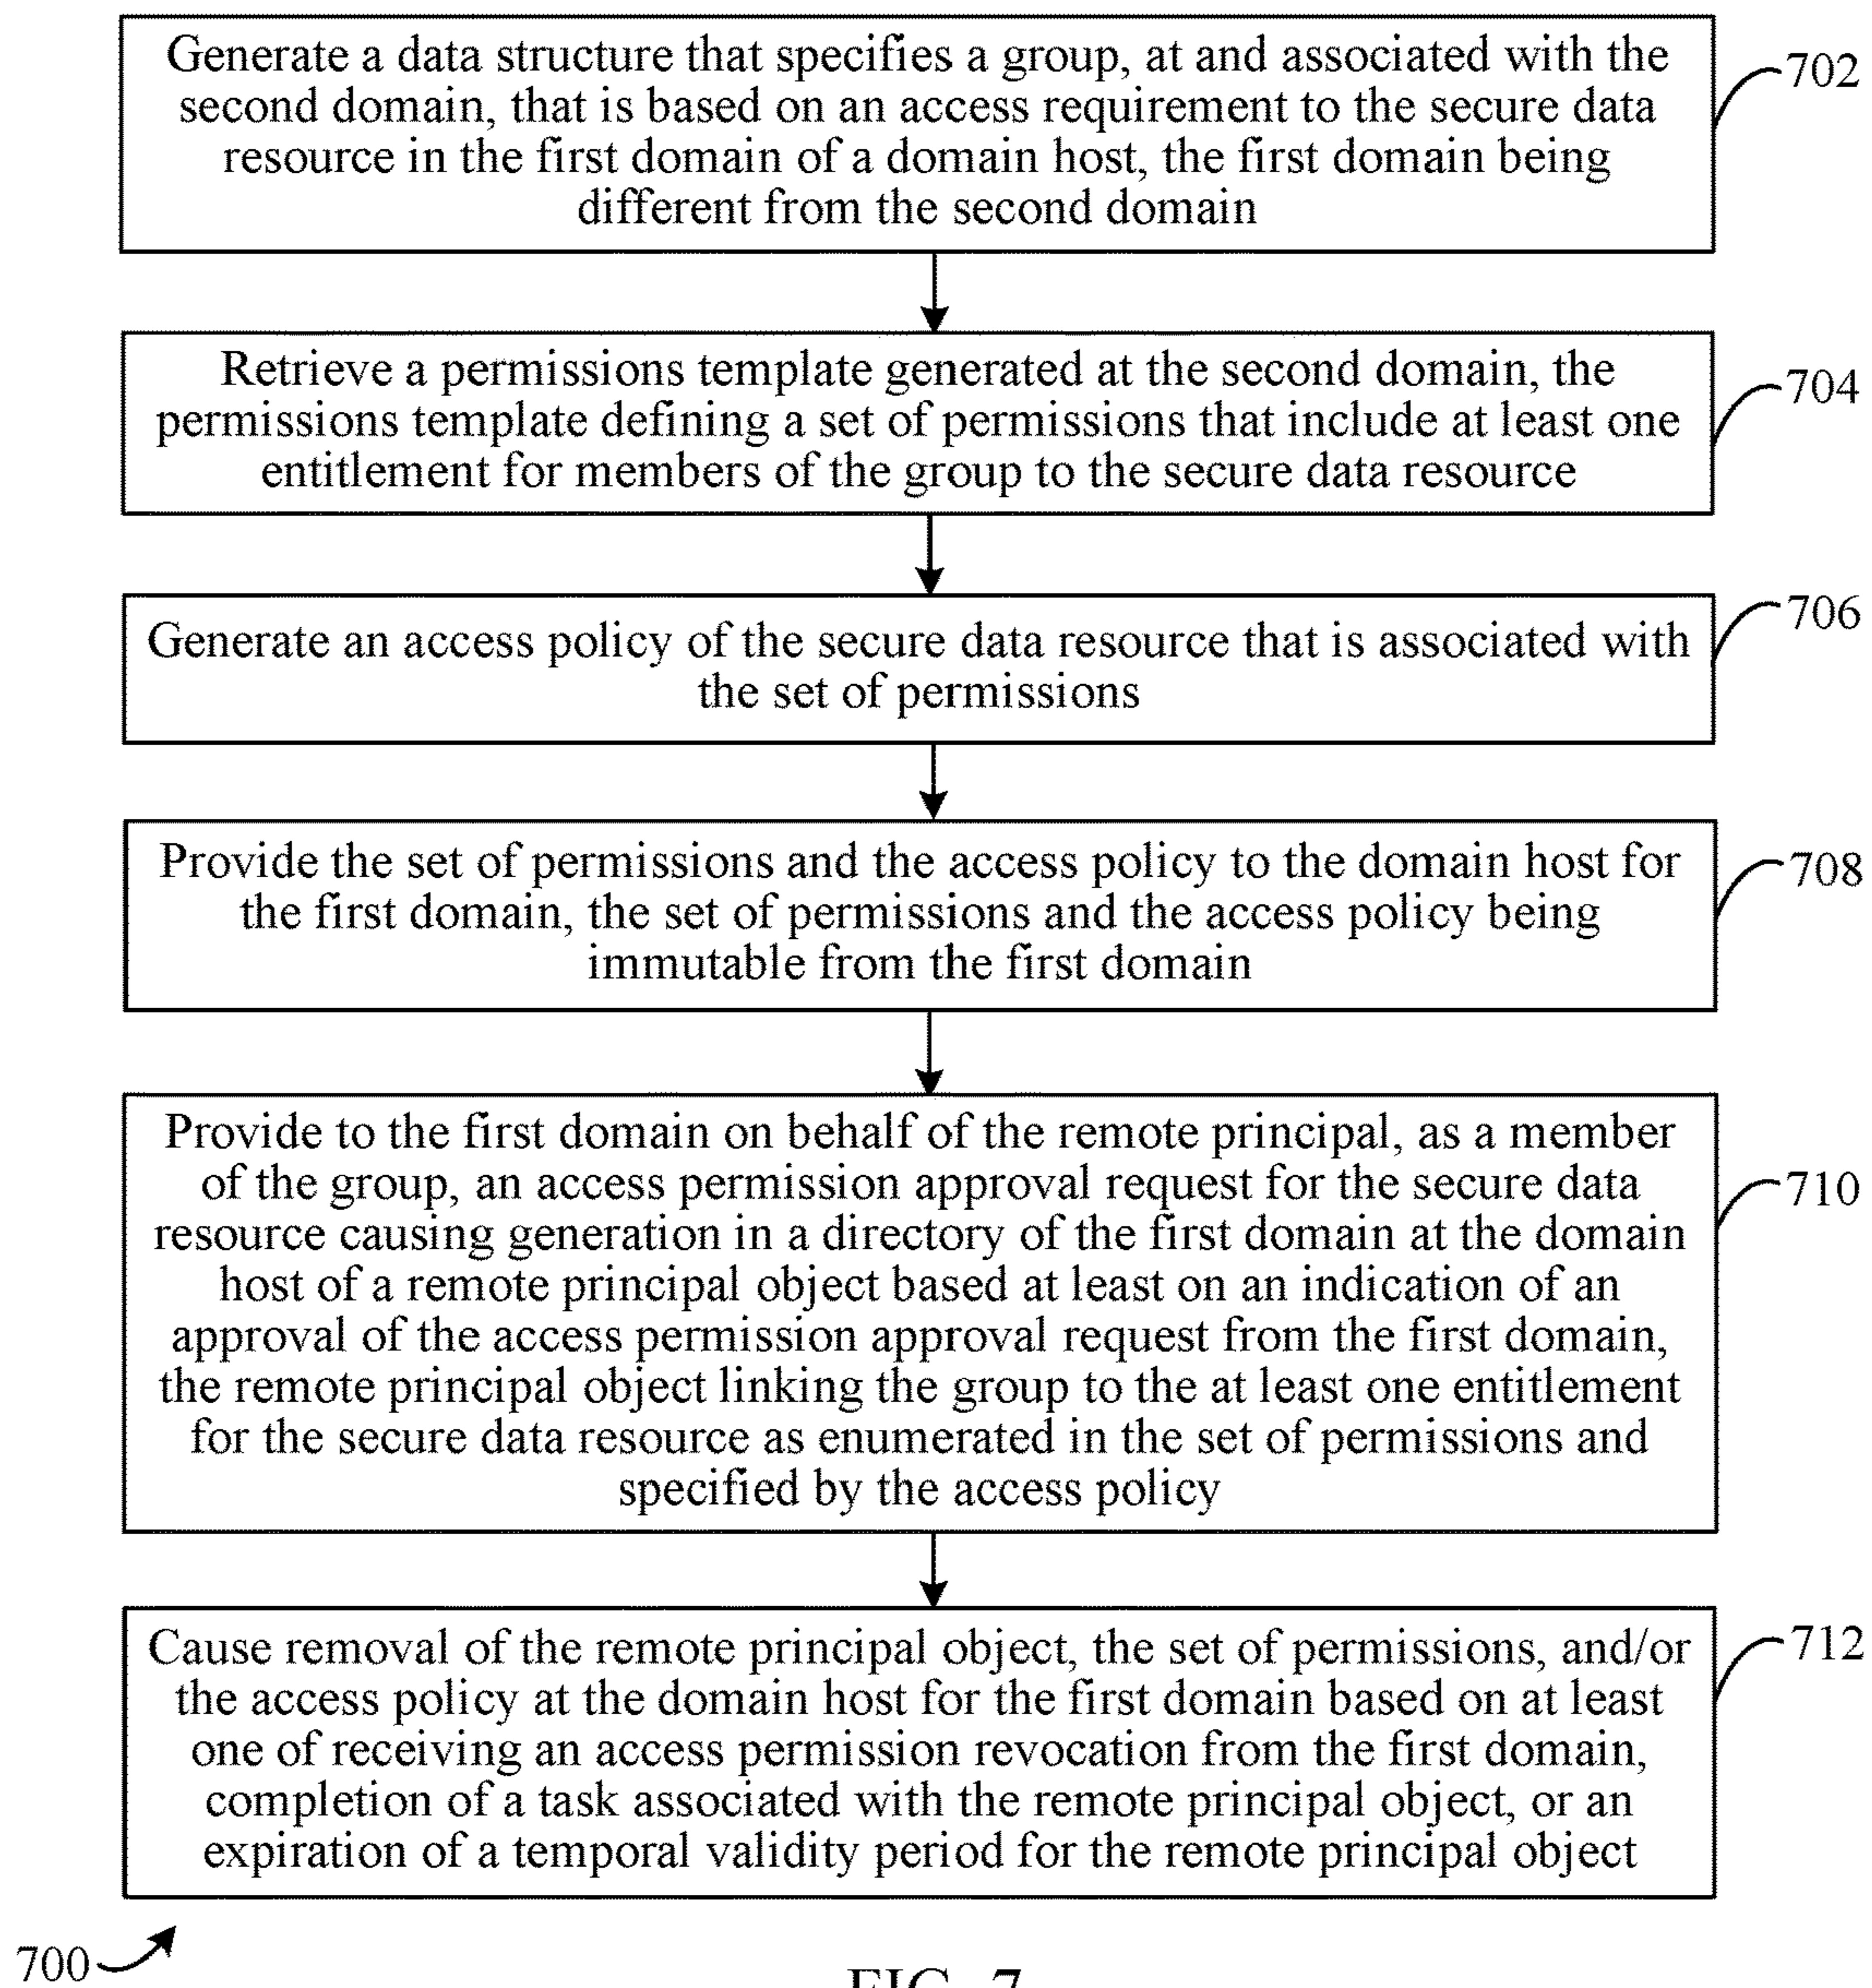 Generate a data structure that specifies a group, at and associated with the
second domain, that is based on an access requirement to the secure data
resource in the first domain of a domain host, the first domain being
different from the second domain
702
Retrieve a permissions template generated at the second domain, the
permissions template defining a set of permissions that include at least one
entitlement for members of the group to the secure data resource
704
Generate an access policy of the secure data resource that is associated with
the set of permissions
706
Provide the set of permissions and the access policy to the domain host for
the first domain, the set of permissions and the access policy being
immutable from the first domain
708
Provide to the first domain on behalf of the remote principal, as a member
of the group, an access permission approval request for the secure data
resource causing generation in a directory of the first domain at the domain
host of a remote principal object based at least on an indication of an
approval of the access permission approval request from the first domain,
the remote principal object linking the group to the at least one entitlement
for the secure data resource as enumerated in the set of permissions and
specified by the access policy
710
Cause removal of the remote principal object, the set of permissions, and/or
the access policy at the domain host for the first domain based on at least
one of receiving an access permission revocation from the first domain,
completion of a task associated with the remote principal object, or an
expiration of a temporal validity period for the remote principal object
712
700
FIG. 7